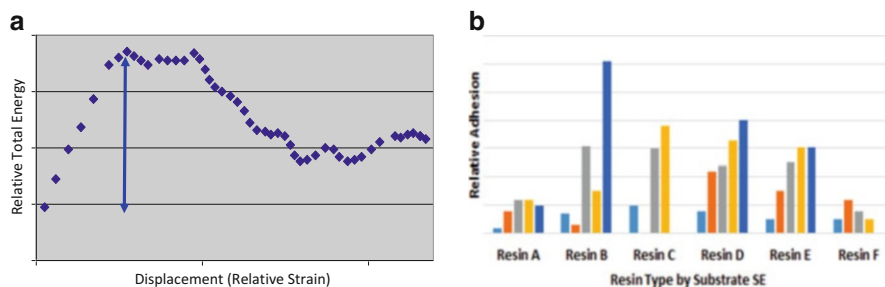 a
Relative Total Energy
Displacement (Relative Strain)
b
Relative Adhesion
Resin A Resin B Resin C Resin D Resin E Resin F
Resin Type by Substrate SE